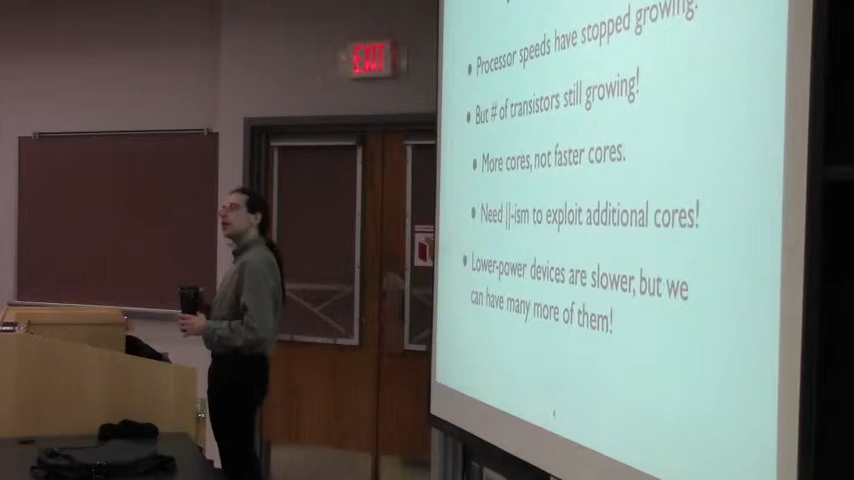 EXIT
• Processor speeds have stopped growing!
• But # of transistors still growing!
• More cores, not faster cores.
• Need ||-ism to exploit additional cores!
• Lower-power devices are slower, but we
can have many more of them!